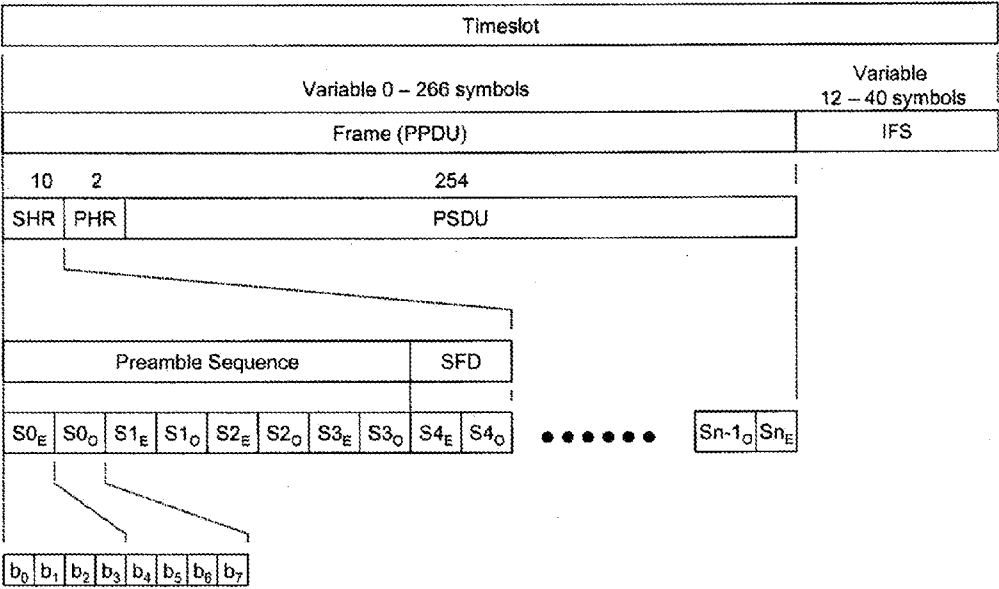 Timeslot
Variable 0 – 266 symbols
Variable
12 – 40 symbols
Frame (PPDU) IFS
10 2 254
SHR PHR PSDU
Preamble Sequence SFD
S0E S0O S1E S1O S2E S2O S3E S3O S4E S4O Sn-1O SnE
b0 b1 b2 b3 b4 b5 b6 b7